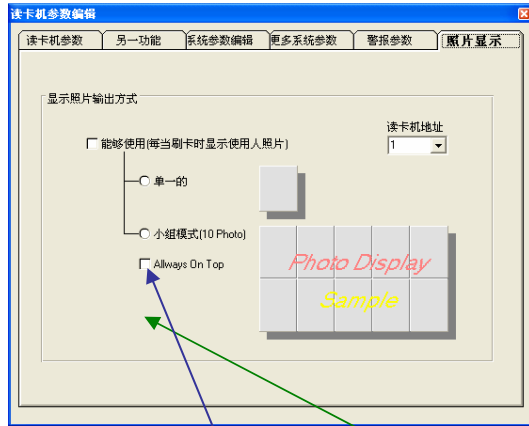 读卡机参数编辑
读卡机参数 另一功能 系统参数编辑 更多系统参数 警报参数 照片显示
显示照片输出方式
读卡机地址
能够使用(每当刷卡时显示使用人照片)
1
单一的
小组模式(10 Photo)
Allways On Top
Photo Display
Sample